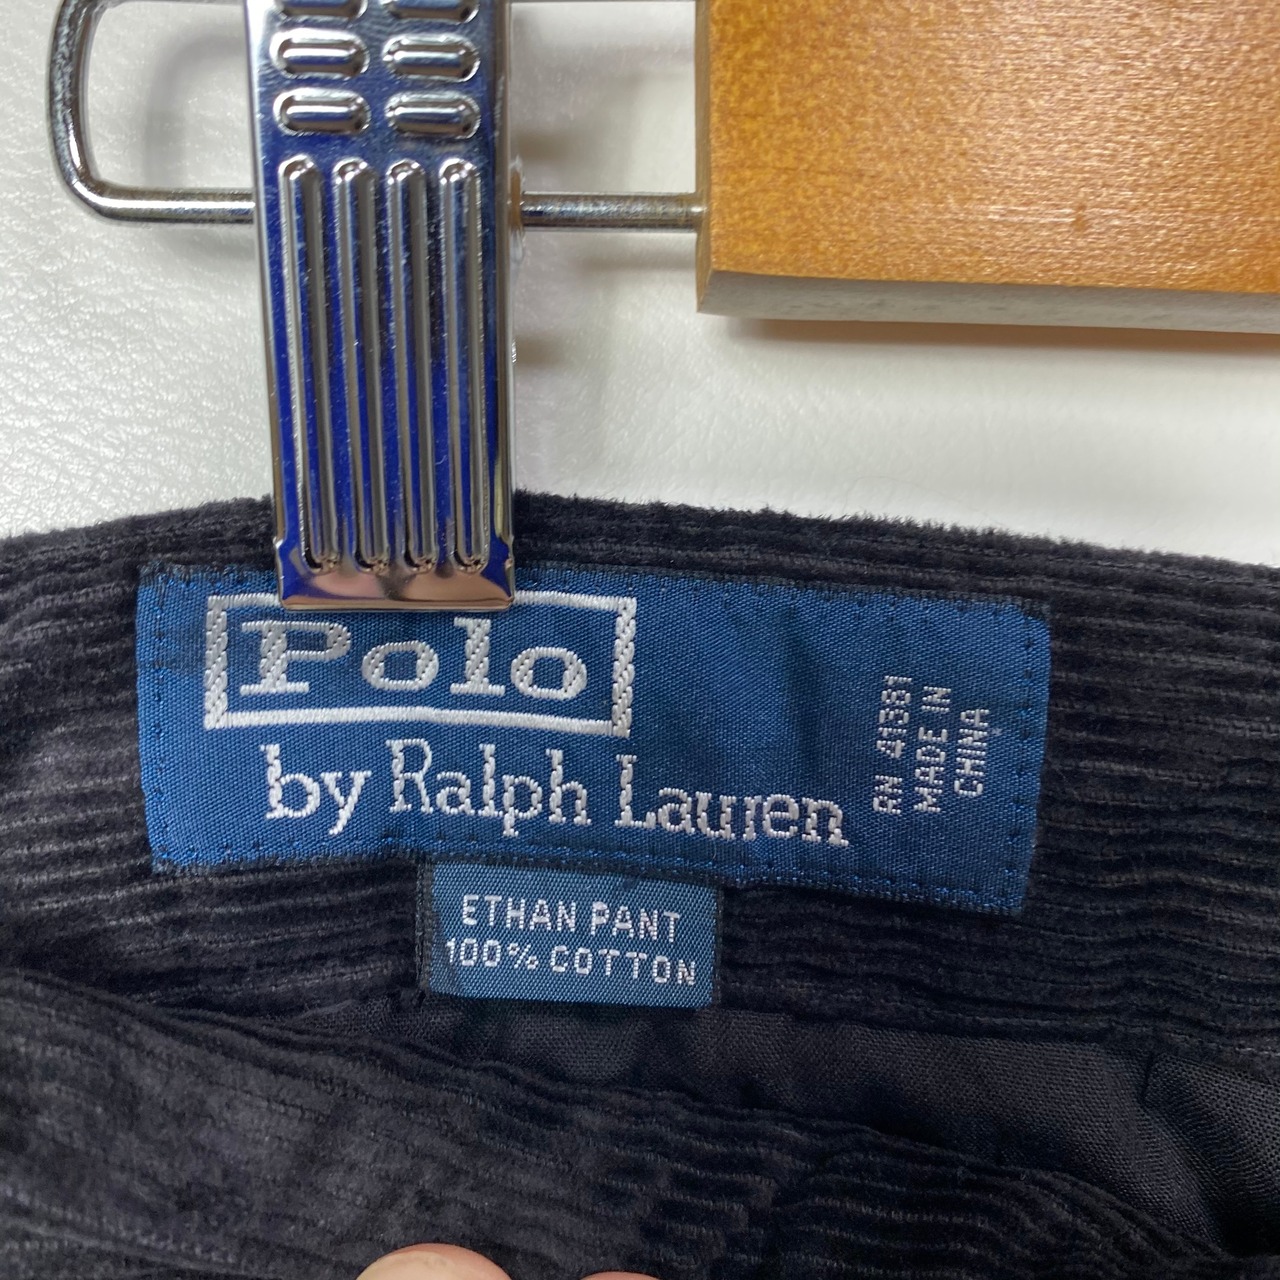 Polo
by Ralph Lauren
RN 41381
MADE IN
CHINA
ETHAN PANT
100% COTTON